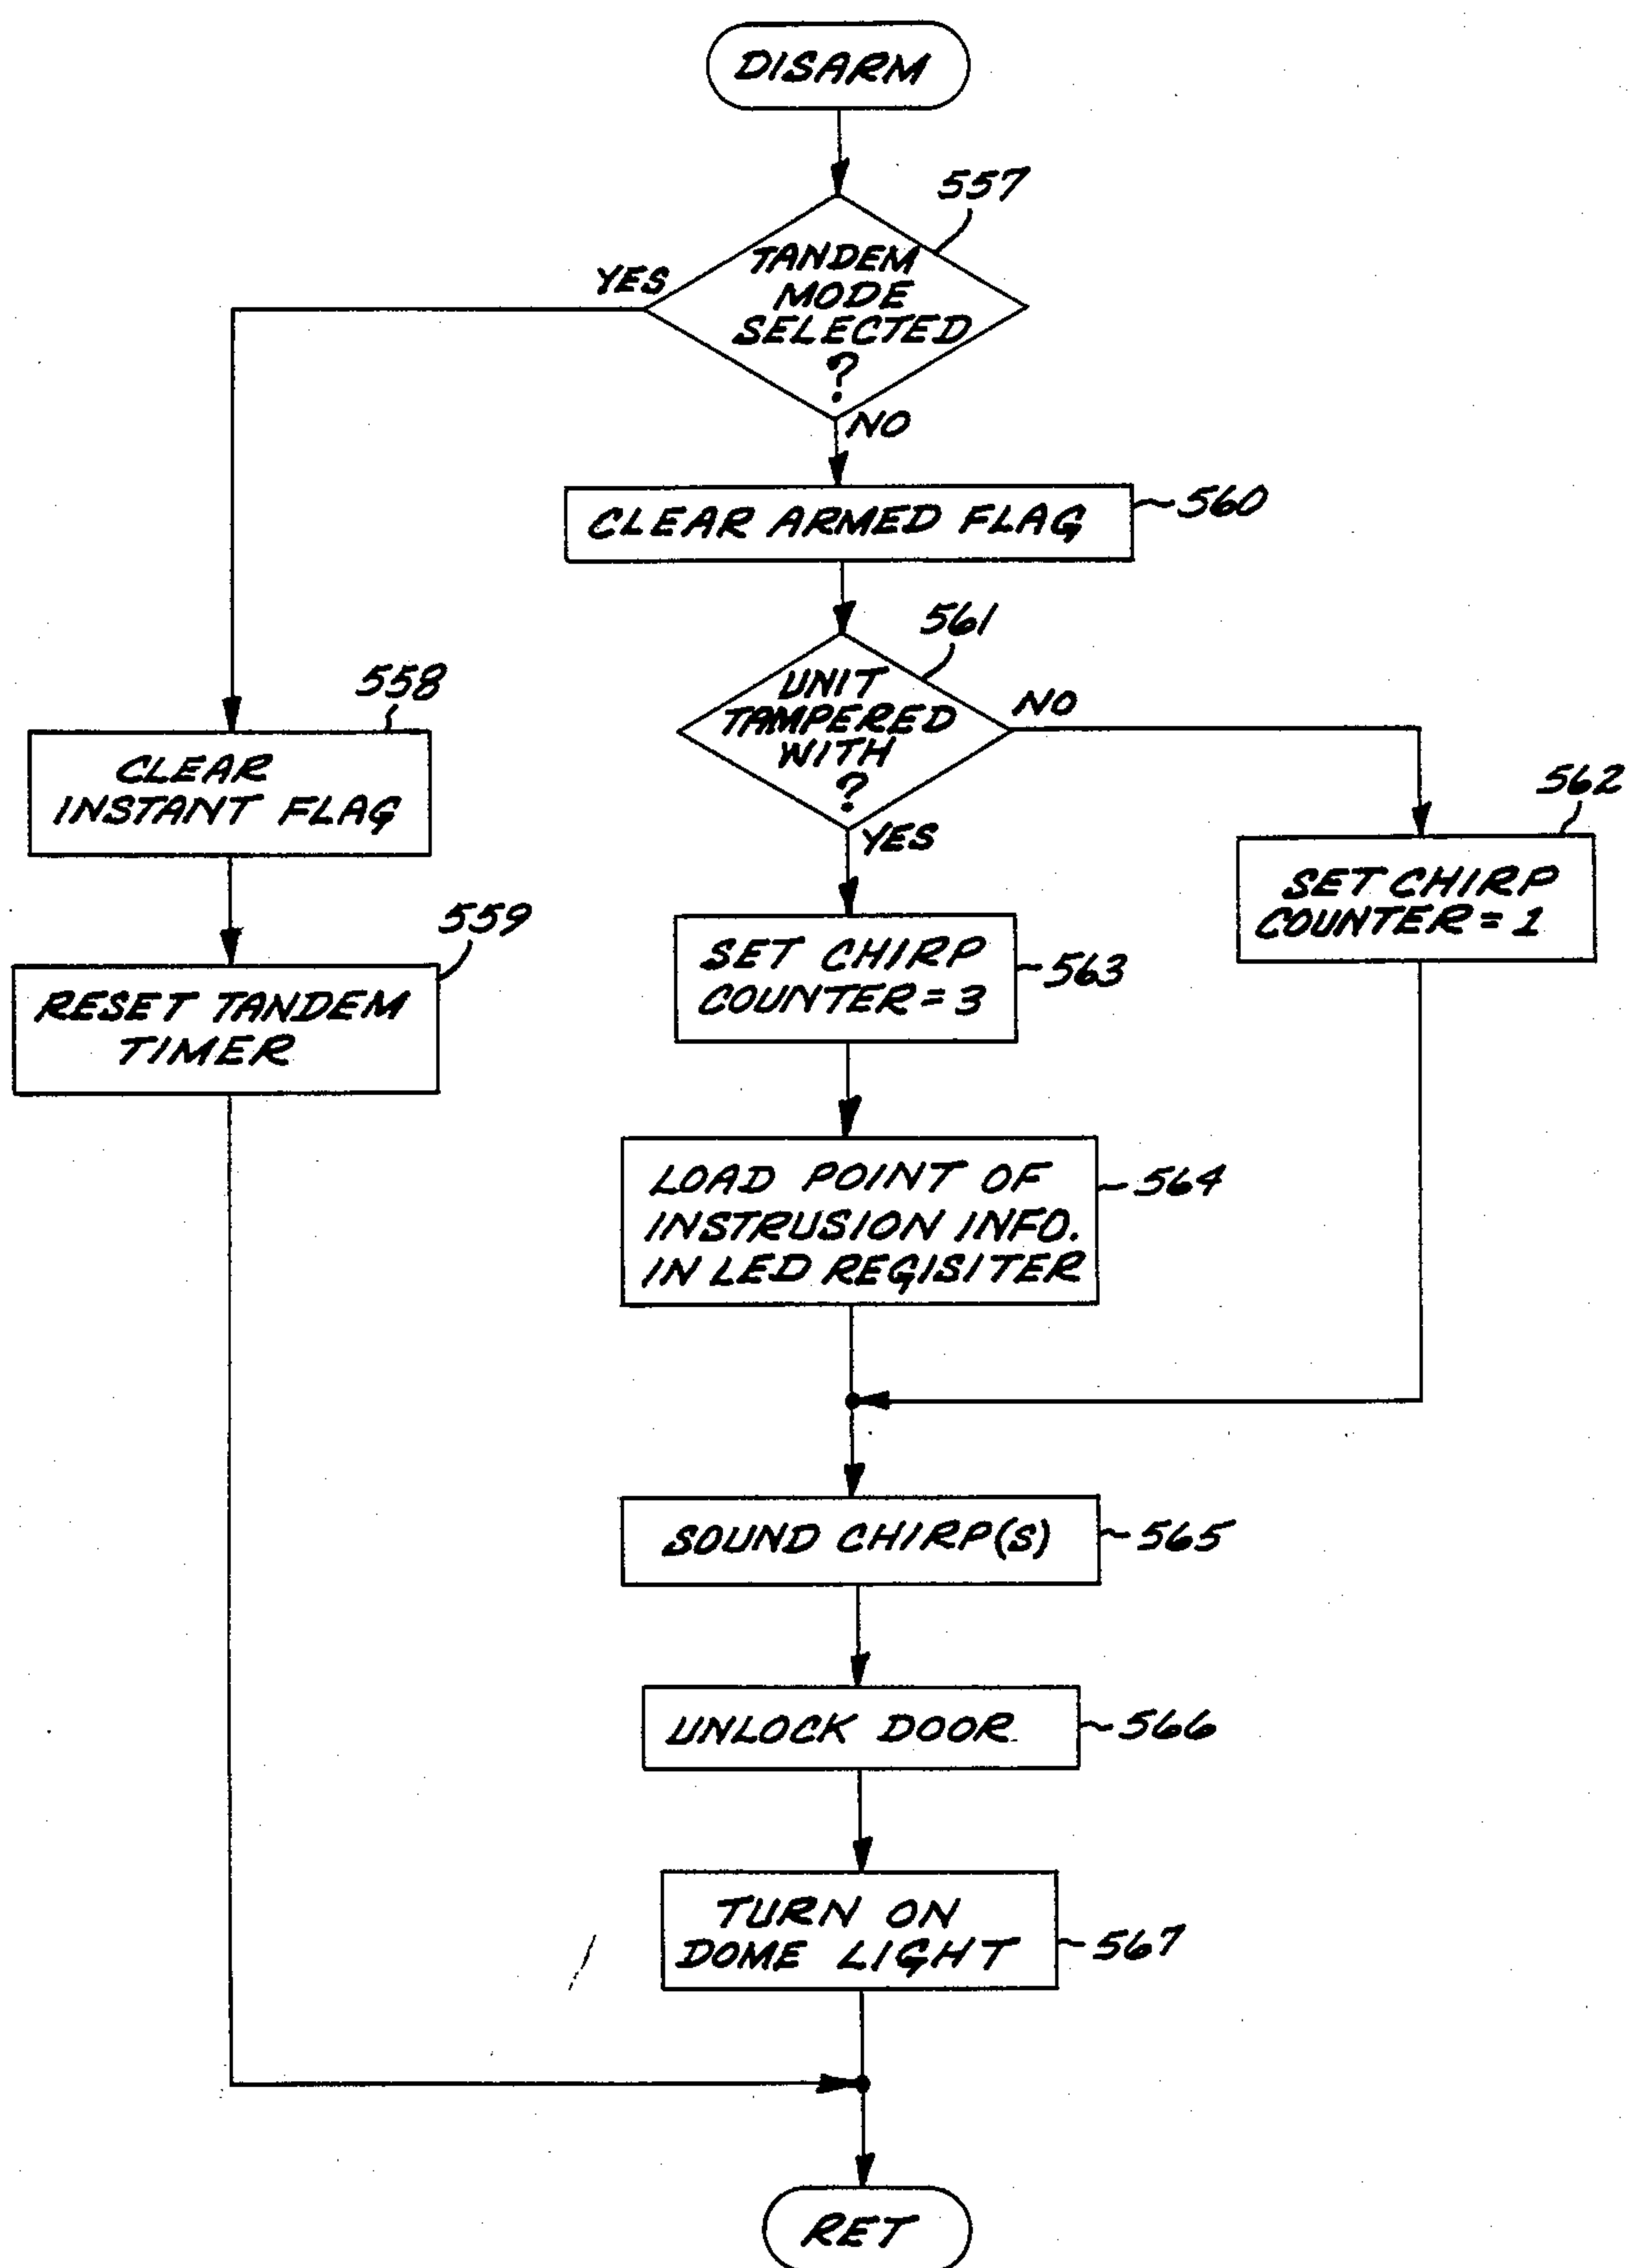 DISARM
557
YES
TANDEM
MODE
SELECTED
?
NO
CLEAR ARMED FLAG
560
561
UNIT
TAMPERED
WITH
?
NO
YES
558
CLEAR
INSTANT FLAG
562
SET CHIRP
COUNTER = 1
559
RESET TANDEM
TIMER
SET CHIRP
COUNTER = 3
563
LOAD POINT OF
INSTRUSION INFO.
IN LED REGISITER
564
SOUND CHIRP(S)
565
UNLOCK DOOR
566
TURN ON
DOME LIGHT
567
RET